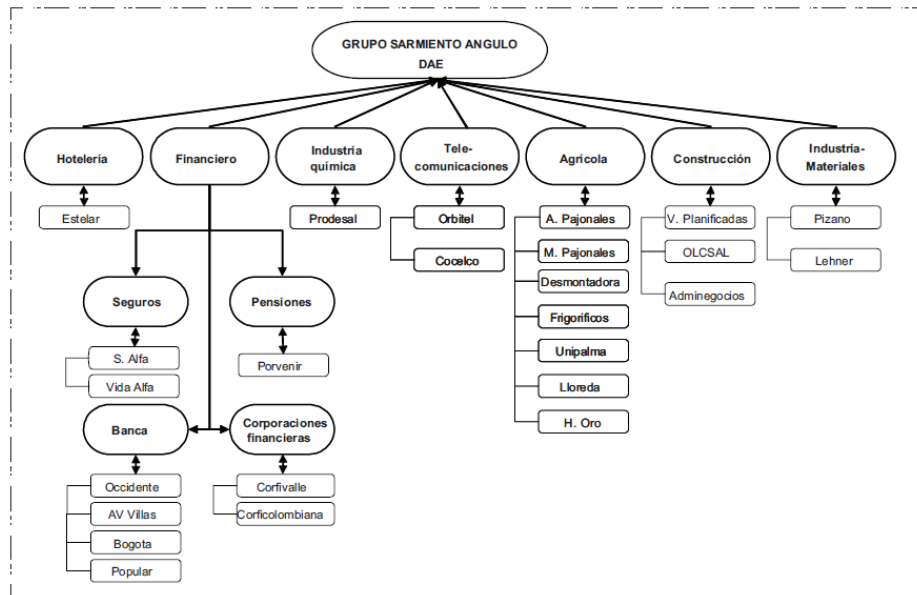 GRUPO SARMIENTO ANGULO
DAE
Hotelería
Financiero
Industria
química
Tele-
comunicaciones
Agrícola
Construcción
Industria-
Materiales
Estelar
Prodesal
Orbitel
Cocelco
A. Pajonales
M. Pajonales
Desmontadora
Frigorificos
Unipalma
Lloreda
H. Oro
V. Planificadas
OLCSAL
Adminegocios
Pizano
Lehner
Seguros
Pensiones
S. Alfa
Vida Alfa
Porvenir
Banca
Corporaciones
financieras
Occidente
AV Villas
Bogota
Popular
Corfivalle
Corficolombiana